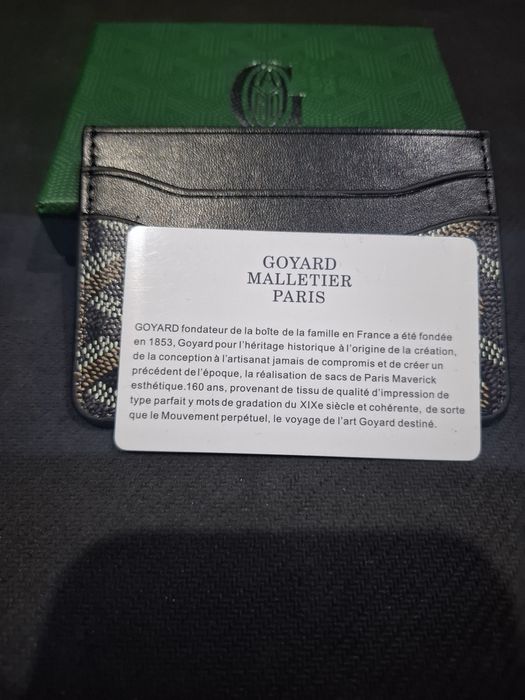 GOYARD
MALLETIER
PARIS
GOYARD fondateur de la boîte de la famille en France a été fondée
en 1853, Goyard pour l'héritage historique à l'origine de la création,
de la conception à l'artisanat jamais de compromis et de créer un
précédent de l'époque, la réalisation de sacs de Paris Maverick
esthétique.160 ans, provenant de tissu de qualité d'impression de
type parfait y mots de gradation du XIXe siècle et cohérente, de sorte
que le Mouvement perpétuel, le voyage de l'art Goyard destiné.